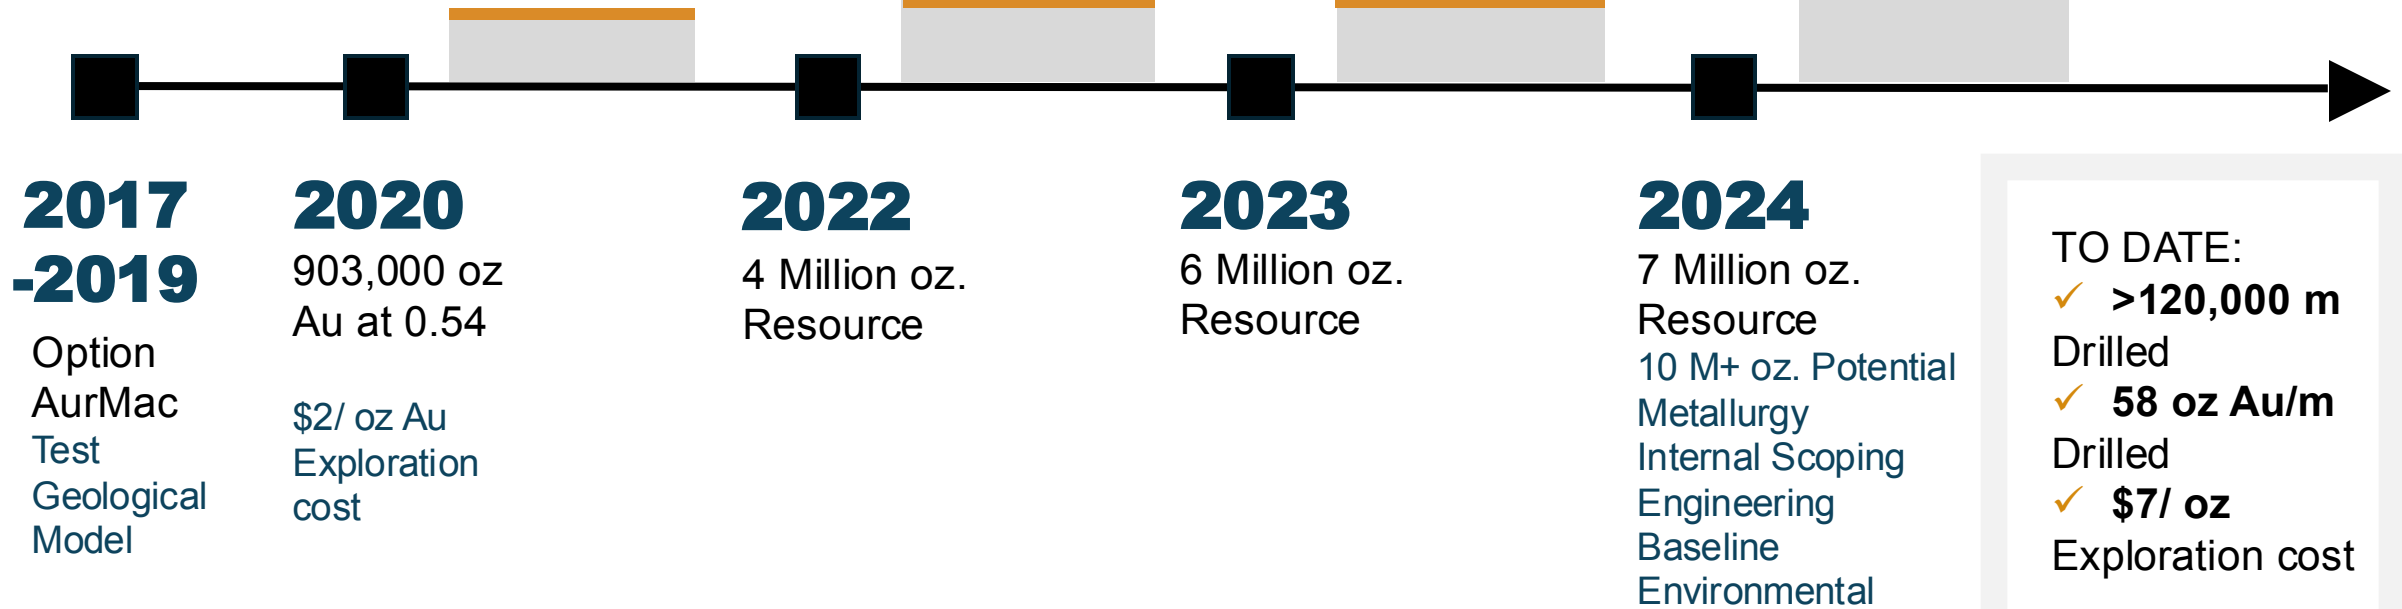 2017
-2019
Option
AurMac
Test
Geological
Model
2020
903,000 oz
Au at 0.54
$2/ oz Au
Exploration
cost
2022
4 Million oz.
Resource
2023
6 Million oz.
Resource
2024
7 Million oz.
Resource
10 M+ oz. Potential
Metallurgy
Internal Scoping
Engineering
Baseline
Environmental
TO DATE:
✓ >120,000 m
Drilled
✓ 58 oz Au/m
Drilled
✓ $7/ oz
Exploration cost